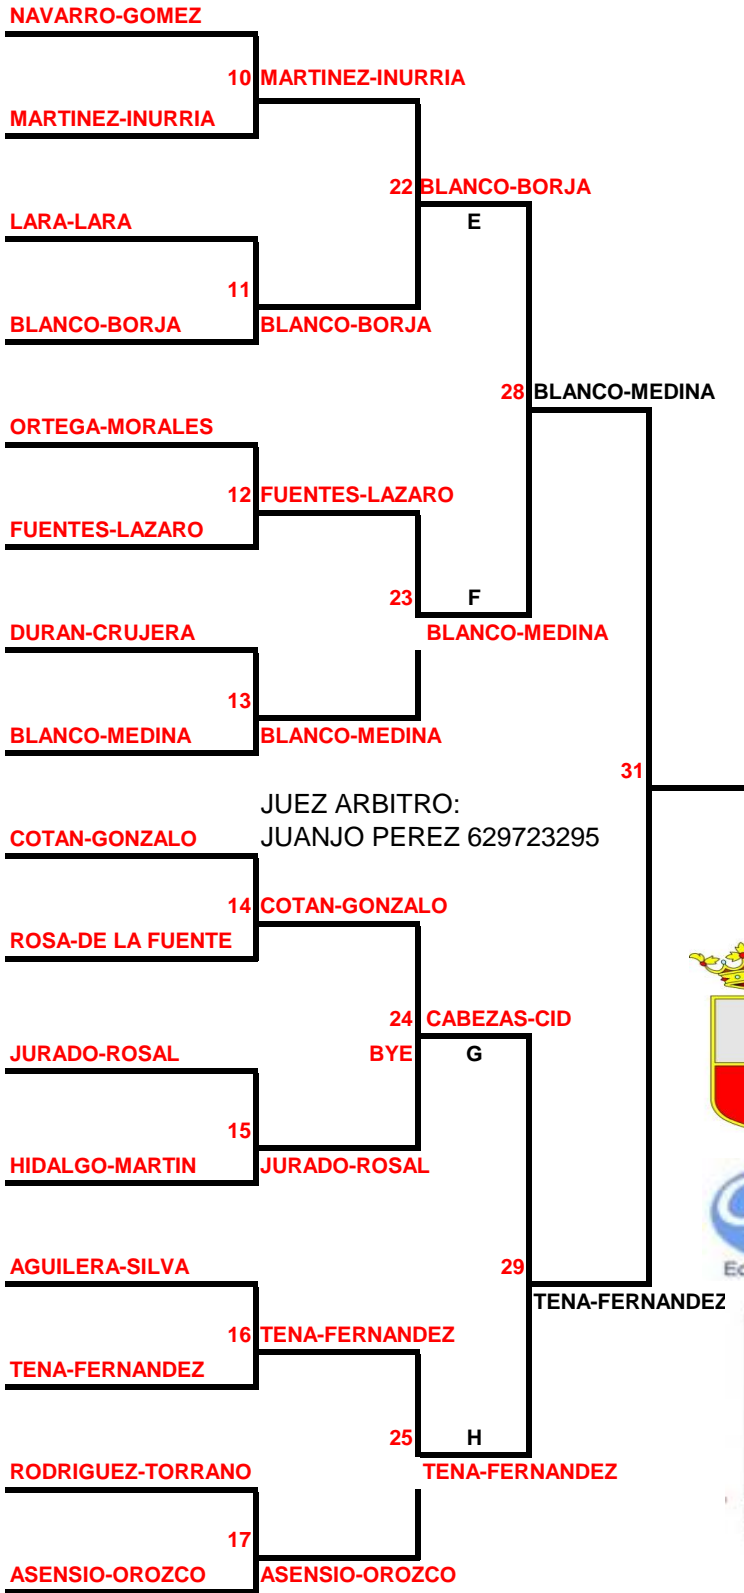 NAVARRO-GOMEZ
10 MARTINEZ-INURRIA
MARTINEZ-INURRIA
22 BLANCO-BORJA
LARA-LARA
E
11
BLANCO-BORJA
BLANCO-BORJA
28 BLANCO-MEDINA
ORTEGA-MORALES
12 FUENTES-LAZARO
FUENTES-LAZARO
23
F
DURAN-CRUJERA
BLANCO-MEDINA
13
BLANCO-MEDINA
BLANCO-MEDINA
31
JUEZ ARBITRO:
JUANJO PEREZ 629723295
COTAN-GONZALO
14 COTAN-GONZALO
ROSA-DE LA FUENTE
24 CABEZAS-CID
JURADO-ROSAL
BYE
G
15
HIDALGO-MARTIN
JURADO-ROSAL
AGUILERA-SILVA
29
TENA-FERNANDEZ
16 TENA-FERNANDEZ
TENA-FERNANDEZ
25
H
RODRIGUEZ-TORRANO
TENA-FERNANDEZ
17
ASENSIO-OROZCO
ASENSIO-OROZCO